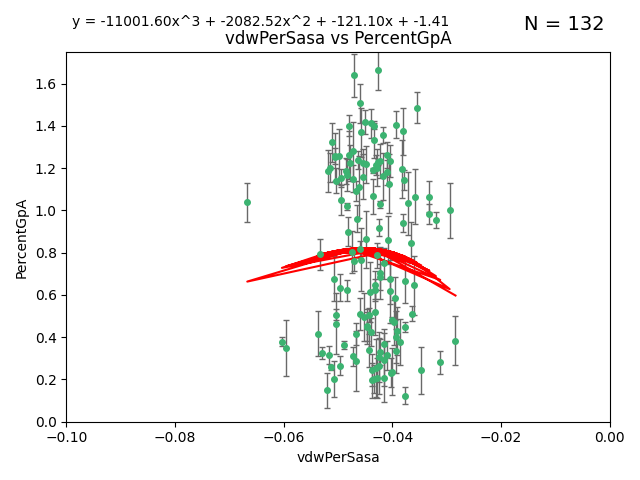 y = -11001.60x^3 + -2082.52x^2 + -121.10x + -1.41
N = 132
vdwPerSasa vs PercentGpA
PercentGpA
1.6
1.4
1.2
1.0
0.8
0.6
0.4
0.2
0.0
−0.10 −0.08 −0.06 −0.04 −0.02 0.00
vdwPerSasa